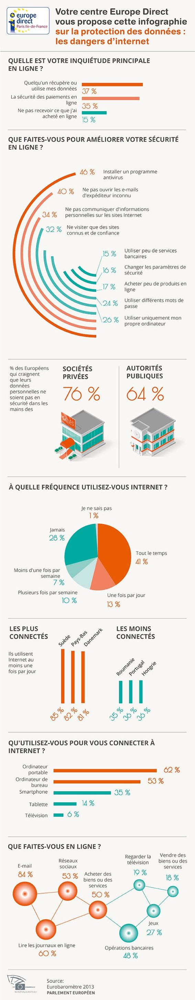 europe
direct
Paris Ile-de-France
Votre centre Europe Direct
vous propose cette infographie
sur la protection des données :
les dangers d'internet
QUELLE EST VOTRE INQUIÉTUDE PRINCIPALE
EN LIGNE ?
Quelqu'un récupère ou
utilise mes données
37 %
La sécurité des paiements en
ligne
35 %
Ne pas recevoir ce que j'ai
acheté en ligne
15 %
QUE FAITES-VOUS POUR AMÉLIORER VOTRE SÉCURITÉ
EN LIGNE ?
46 %
Installer un programme
antivirus
40 %
Ne pas ouvrir les e-mails
d'expéditeur inconnu
34 %
Ne pas communiquer d'informations
personnelles sur les sites Internet
32 %
Ne visiter que des sites
connus et de confiance
15 %
Utiliser peu de services
bancaires
16 %
Changer les paramètres de
sécurité
17 %
Acheter peu de produits en
ligne
24 %
Utiliser différents mots de
passe
26 %
Utiliser uniquement mon
propre ordinateur
% des Européens
qui craignent
que leurs
données
personnelles ne
soient pas en
sécurité dans les
mains des
SOCIÉTÉS
PRIVÉES
76 %
SALES
AUTORITÉS
PUBLIQUES
64 %
À QUELLE FRÉQUENCE UTILISEZ-VOUS INTERNET ?
Je ne sais pas
1 %
Jamais
28 %
Tout le temps
41 %
Moins d'une fois par
semaine
7 %
Plusieurs fois par semaine
10 %
Une fois par jour
13 %
LES PLUS
CONNECTÉS
Ils utilisent
Internet au
moins une
fois par jour
Suède
Pays-Bas
Danemark
85 %
82 %
81 %
LES MOINS
CONNECTÉS
Roumanie
Portugal
Hongrie
35 %
36 %
36 %
QU'UTILISEZ-VOUS POUR VOUS CONNECTER À
INTERNET ?
Ordinateur
portable
62 %
Ordinateur de
bureau
53 %
Smartphone
35 %
Tablette
14 %
Télévision
6 %
QUE FAITES-VOUS EN LIGNE ?
E-mail
84 %
Réseaux
sociaux
53 %
Acheter des
biens ou des
services
50 %
Regarder la
télévision
19 %
Vendre des
biens ou des
services
18 %
Jeux
27 %
Lire les journaux en ligne
60 %
Opérations bancaires
48 %
Source:
Eurobaromètre 2013
PARLEMENT EUROPÉEN